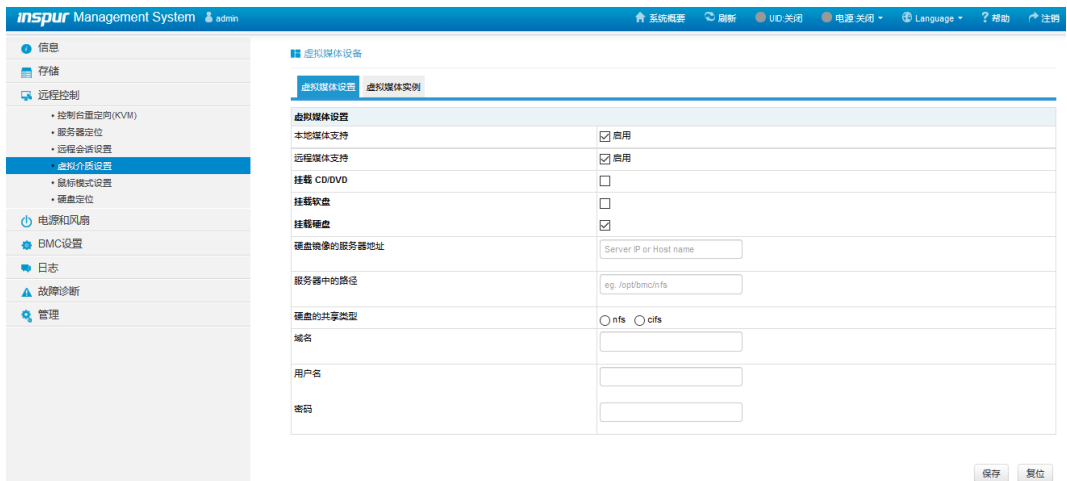 inspur Management System admin 系统概要 刷新 UID:关闭 电源 关闭 Language ?帮助 注销
信息
存储
远程控制
• 控制台重定向(KVM)
• 服务器定位
• 远程会话设置
• 虚拟介质设置
• 鼠标模式设置
• 硬盘定位
电源和风扇
BMC设置
日志
故障诊断
管理
虚拟媒体设备
虚拟媒体设置 虚拟媒体实例
虚拟媒体设置
本地媒体支持 启用
远程媒体支持 启用
挂载 CD/DVD
挂载软盘
挂载硬盘
硬盘镜像的服务器地址 Server IP or Host name
服务器中的路径 eg. /opt/bmc/nfs
硬盘的共享类型 nfs cifs
域名
用户名
密码
保存 复位